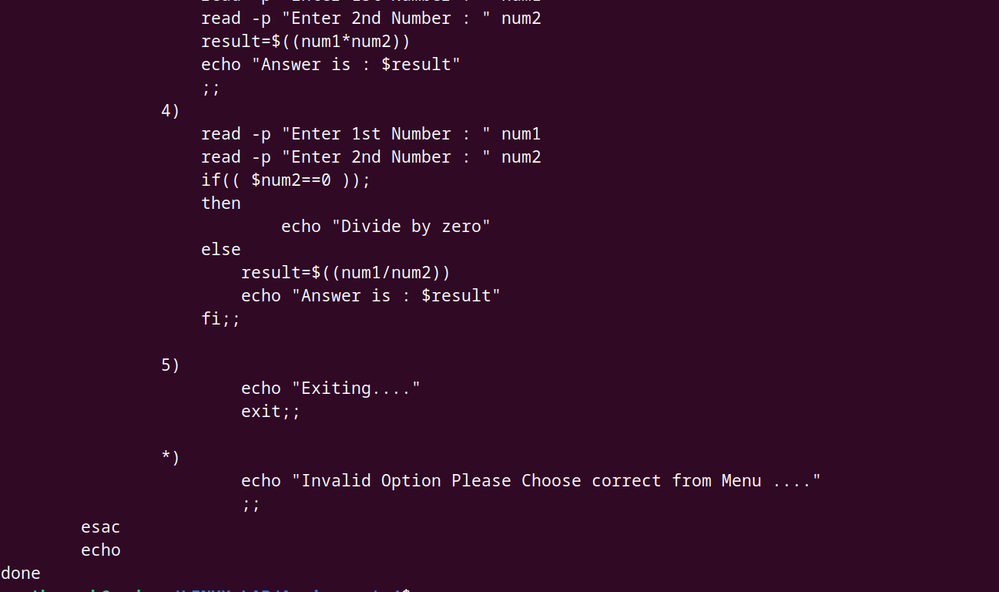 read -p "Enter 2nd Number : " num2
result=$((num1*num2))
echo "Answer is : $result"
;;
4)
read -p "Enter 1st Number : " num1
read -p "Enter 2nd Number : " num2
if(( $num2==0 ));
then
echo "Divide by zero"
else
result=$((num1/num2))
echo "Answer is : $result"
fi;;
5)
echo "Exiting...."
exit;;
*)
echo "Invalid Option Please Choose correct from Menu ...."
;;
esac
echo
done